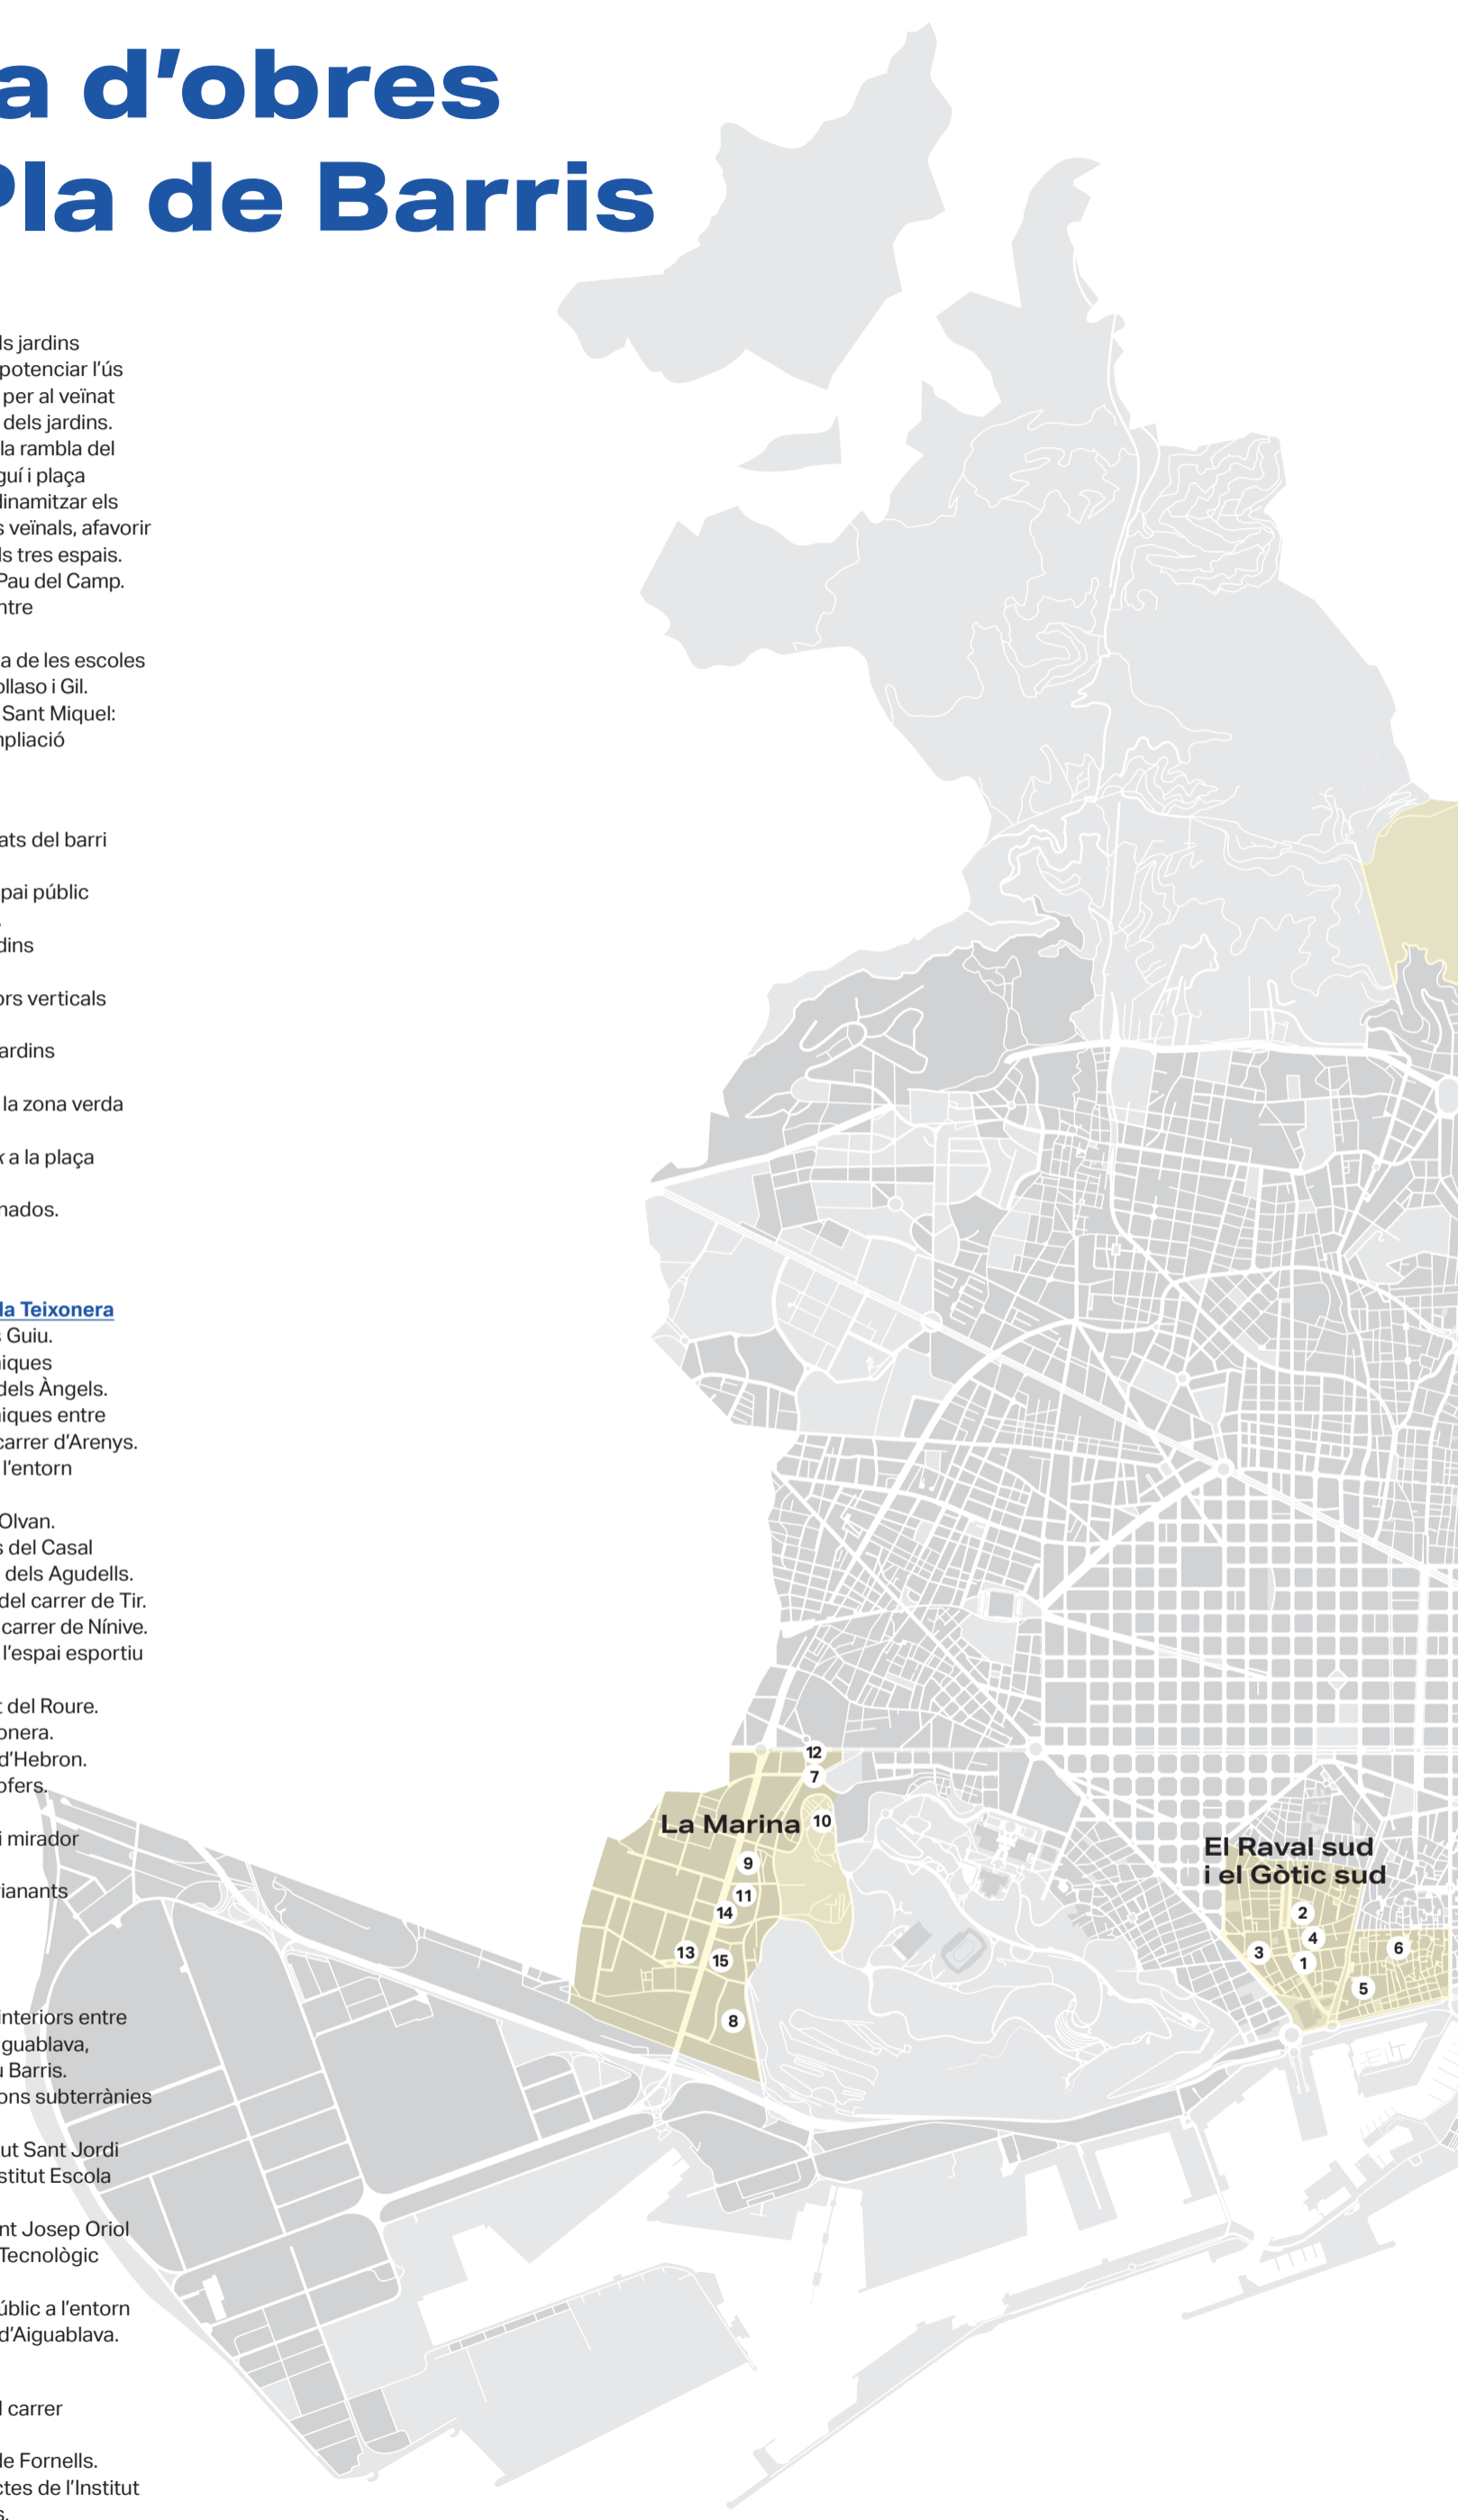 a d'obres
Pla de Barris
ls jardins
potenciar l'ús
per al veïnat
dels jardins.
la rambla del
guí i plaça
dinamitzar els
s veïnals, afavorir
ls tres espais.
Pau del Camp.
ntre
a de les escoles
ollaso i Gil.
Sant Miquel:
mpliació
ats del barri
pai públic
.
dins
ors verticals
ardins
la zona verda
k a la plaça
nados.
la Teixonera
s Guiu.
niques
dels Àngels.
niques entre
carrer d'Arenys.
l'entorn
Olvan.
s del Casal
dels Agudells.
del carrer de Tir.
carrer de Nínive.
l'espai esportiu
t del Roure.
onera.
d'Hebron.
ofers.
i mirador
vianants
interiors entre
iguablava,
u Barris.
ons subterrànies
ut Sant Jordi
stitut Escola
nt Josep Oriol
Tecnològic
úblic a l'entorn
d'Aiguablava.
l carrer
de Fornells.
ctes de l'Institut
s.
12
7
La Marina
10
9
11
14
13
15
8
El Raval sud
i el Gòtic sud
2
4
3
1
6
5